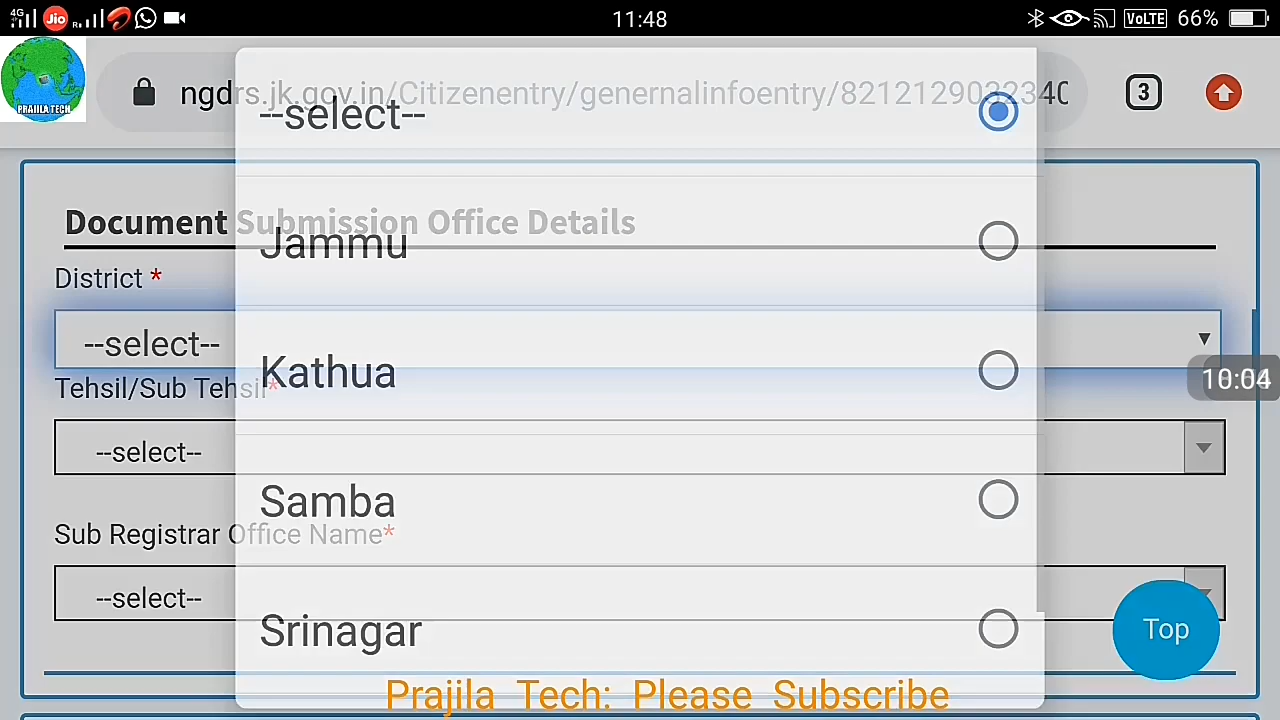 4G Jio R 11:48 VoLTE 66%
PRAJILA TECH
ngdrs.jk.gov.in/Citizenentry/genernalinfoentry/8212129032340
3
--select--
Document Submission Office Details
Jammu
District *
--select--
Kathua
Tehsil/Sub Tehsil*
10:04
--select--
Samba
Sub Registrar Office Name*
--select--
Srinagar
Top
Prajila Tech: Please Subscribe